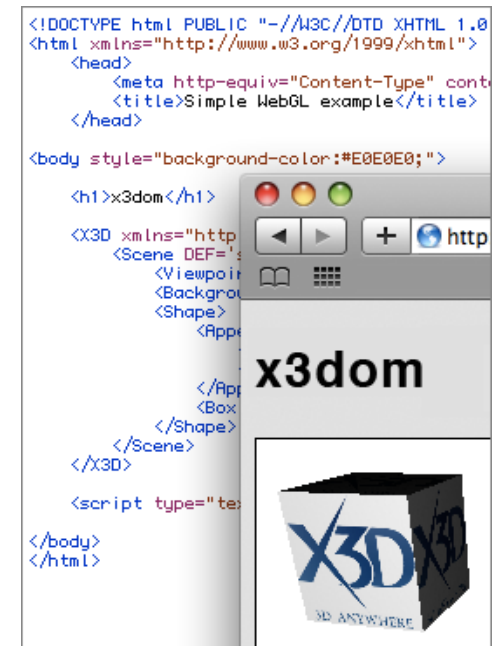 <!DOCTYPE html PUBLIC "-//W3C//DTD XHTML 1.0
<html xmlns="http://www.w3.org/1999/xhtml">
<head>
<meta http-equiv="Content-Type" conte
<title>Simple WebGL example</title>
</head>
<body style="background-color:#E0E0E0;">
<h1>x3dom</h1>
<X3D xmlns="http
<Scene DEF='s
<Viewpoin
<Backgrou
<Shape>
<Appe
</App
<Box
</Shape>
</Scene>
</X3D>
<script type="tex
</body>
</html>
http
x3dom
X3D
3D ANYWHERE
X3D